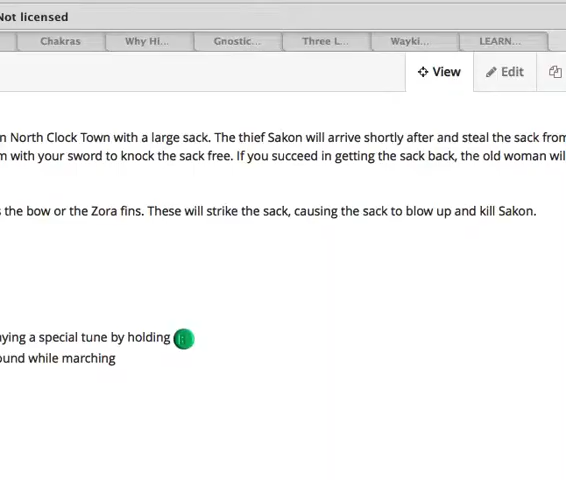 Not licensed
Chakras Why Hi... Gnostic... Three L... Wayki... LEARN...
View Edit
n North Clock Town with a large sack. The thief Sakon will arrive shortly after and steal the sack from
m with your sword to knock the sack free. If you succeed in getting the sack back, the old woman wil
s the bow or the Zora fins. These will strike the sack, causing the sack to blow up and kill Sakon.
aying a special tune by holding B
ound while marching